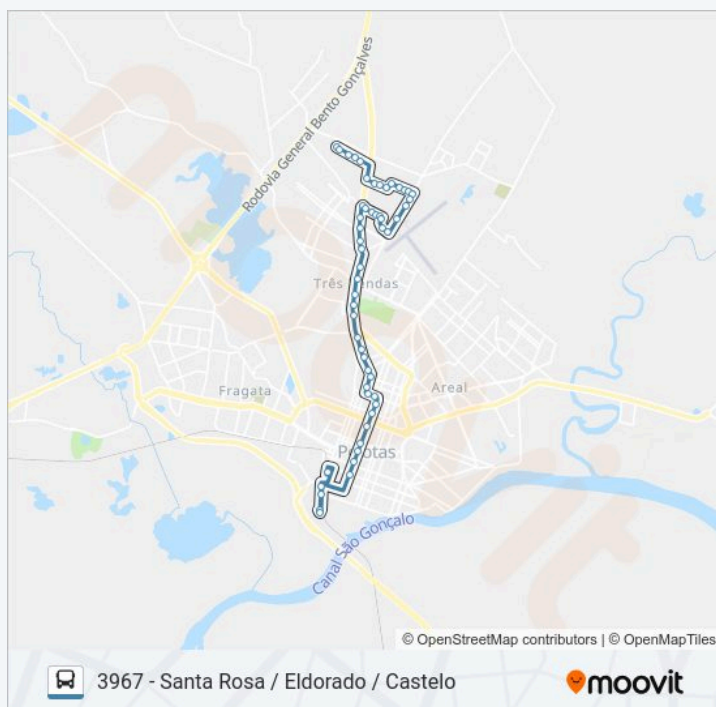 Rodovia General Bento Gonçalves
Três Vendas
Fragata
Areal
Pelotas
Canal São Gonçalo
© OpenStreetMap contributors | © OpenMapTiles
3967 - Santa Rosa / Eldorado / Castelo
moovit